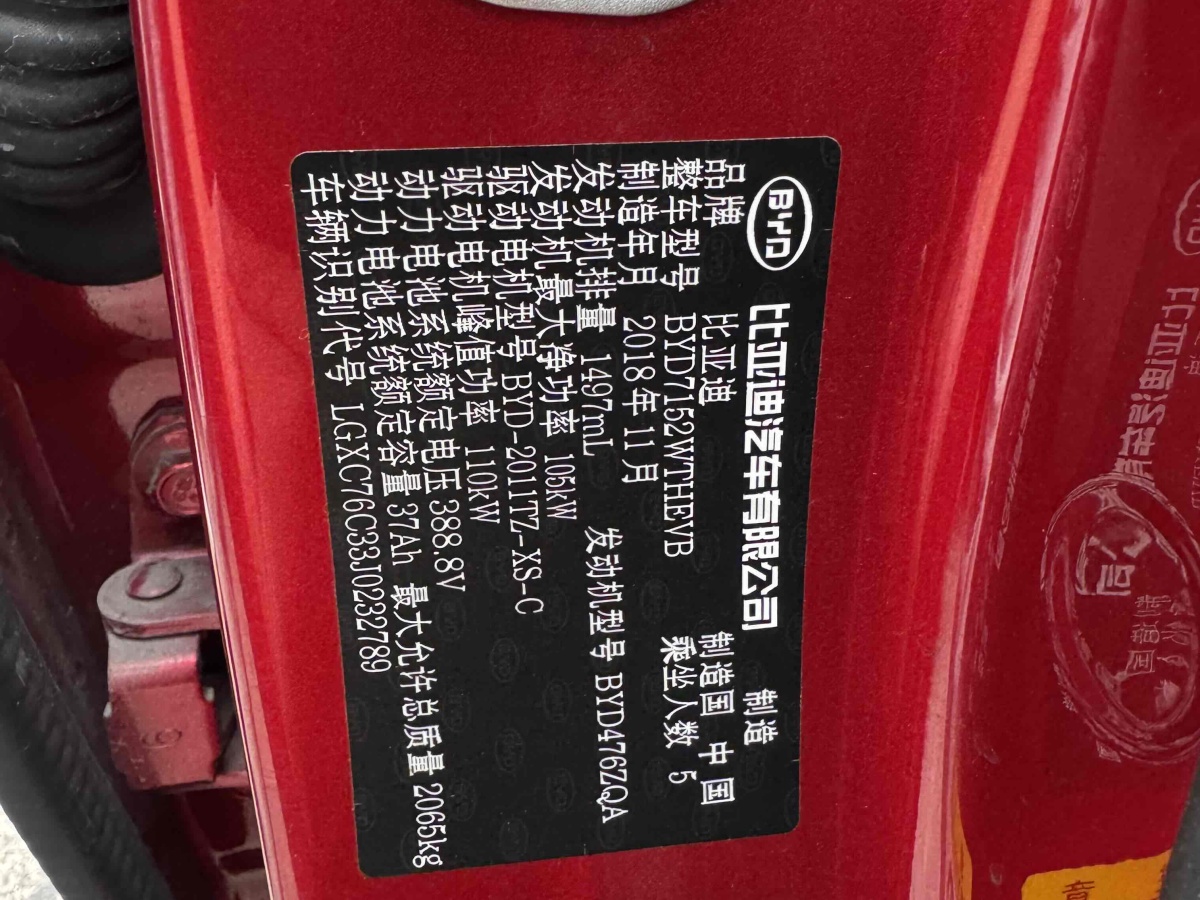 BYD 比亚迪汽车有限公司 制造
品牌 比亚迪 制造国 中国
整车型号 BYD7152WTHEVB 乘坐人数 5
制造年月 2018年11月
发动机排量 1497mL 发动机型号 BYD476ZQA
发动机最大净功率 105kW
驱动电机型号 BYD-2011TZ-XS-C
驱动电机峰值功率 110kW
动力电池系统额定电压 388.8V
动力电池系统额定容量 37Ah 最大允许总质量 2065kg
车辆识别代号 LGXC76C33J0232789